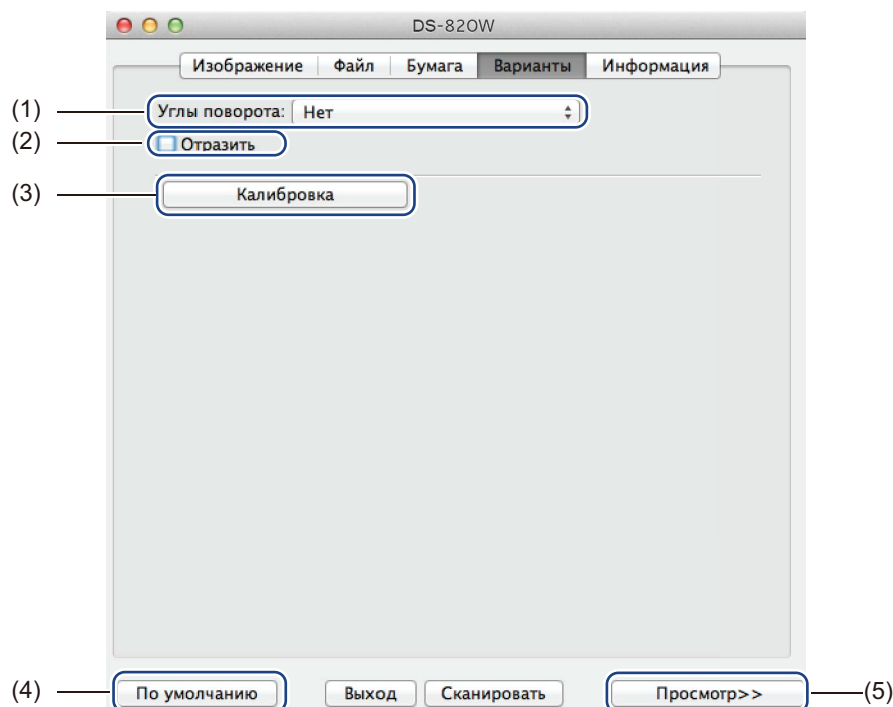 DS-820W
Изображение Файл Бумага Варианты Информация
(1) Углы поворота: Нет
(2) Отразить
(3) Калибровка
(4) По умолчанию Выход Сканировать Просмотр>> (5)